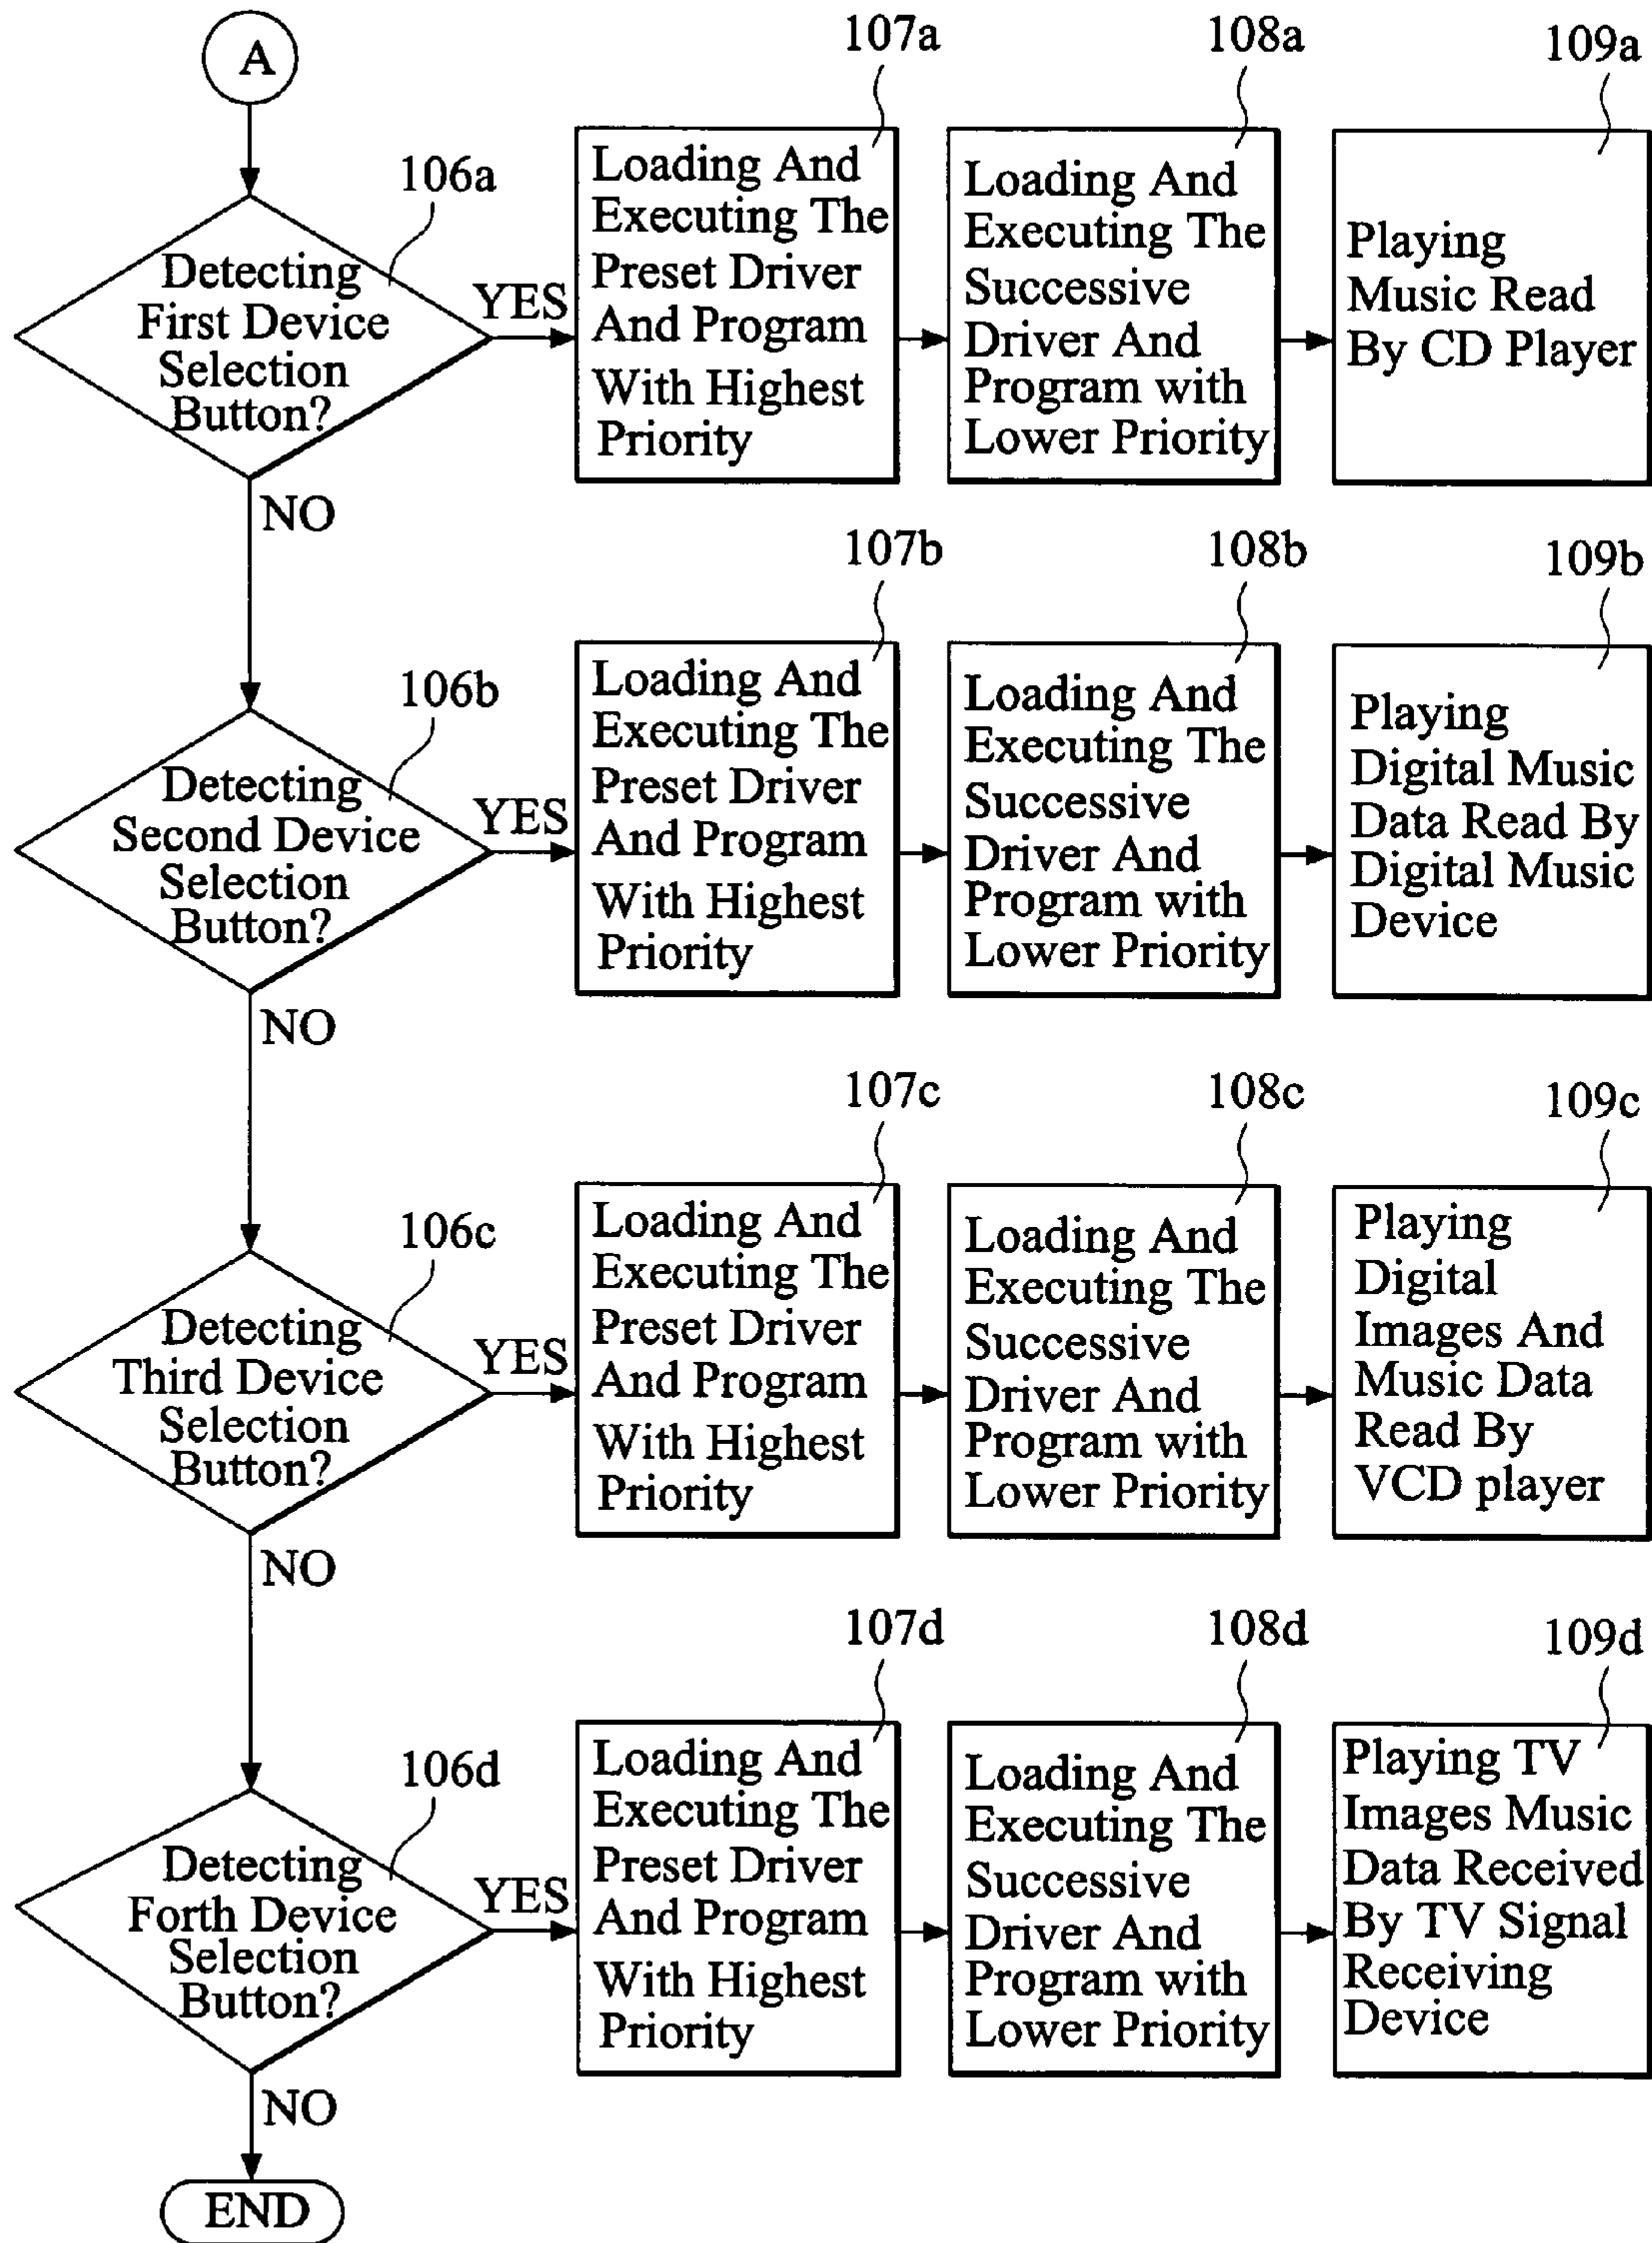 A
107a
108a
109a
106a
Detecting
First Device
Selection
Button?
YES
NO
Loading And
Executing The
Preset Driver
And Program
With Highest
Priority
Loading And
Executing The
Successive
Driver And
Program with
Lower Priority
Playing
Music Read
By CD Player
107b
108b
109b
106b
Detecting
Second Device
Selection
Button?
YES
NO
Loading And
Executing The
Preset Driver
And Program
With Highest
Priority
Loading And
Executing The
Successive
Driver And
Program with
Lower Priority
Playing
Digital Music
Data Read By
Digital Music
Device
107c
108c
109c
106c
Detecting
Third Device
Selection
Button?
YES
NO
Loading And
Executing The
Preset Driver
And Program
With Highest
Priority
Loading And
Executing The
Successive
Driver And
Program with
Lower Priority
Playing
Digital
Images And
Music Data
Read By
VCD player
107d
108d
109d
106d
Detecting
Forth Device
Selection
Button?
YES
NO
Loading And
Executing The
Preset Driver
And Program
With Highest
Priority
Loading And
Executing The
Successive
Driver And
Program with
Lower Priority
Playing TV
Images Music
Data Received
By TV Signal
Receiving
Device
END